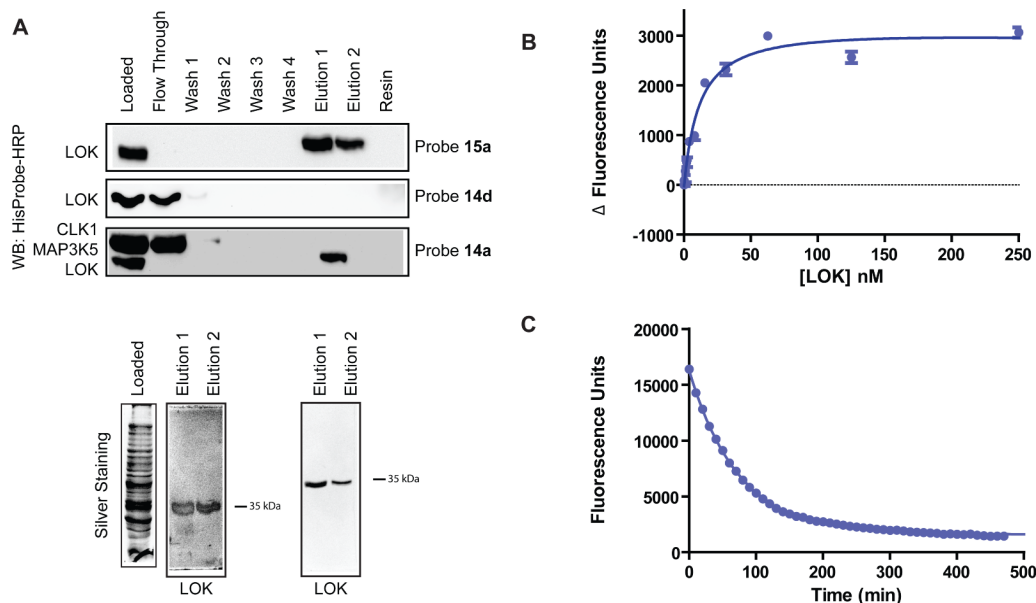 A
Loaded
Flow Through
Wash 1
Wash 2
Wash 3
Wash 4
Elution 1
Elution 2
Resin
WB: HisProbe-HRP
LOK
Probe 15a
LOK
Probe 14d
CLK1
MAP3K5
LOK
Probe 14a
Loaded
Elution 1
Elution 2
Elution 1
Elution 2
Silver Staining
35 kDa
35 kDa
LOK
LOK
B
Δ Fluorescence Units
3000
2000
1000
0
-1000
0
50
100
150
200
250
[LOK] nM
C
Fluorescence Units
20000
15000
10000
5000
0
0
100
200
300
400
500
Time (min)